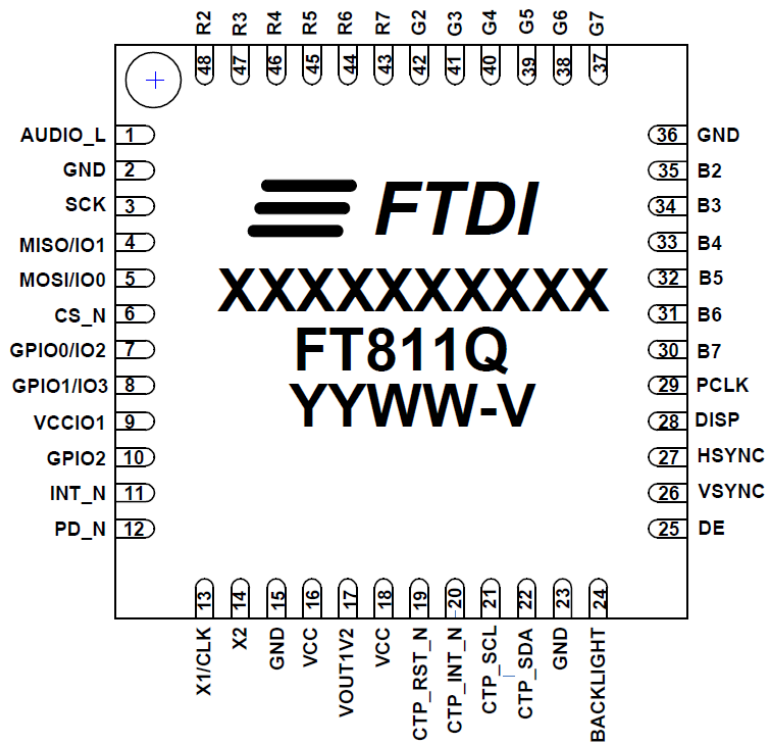 R2 R3 R4 R5 R6 R7 G2 G3 G4 G5 G6 G7
48 47 46 45 44 43 42 41 40 39 38 37
AUDIO_L 1 36 GND
GND 2 35 B2
SCK 3 34 B3
MISO/IO1 4 33 B4
MOSI/IO0 5 32 B5
CS_N 6 31 B6
GPIO0/IO2 7 30 B7
GPIO1/IO3 8 29 PCLK
VCCIO1 9 28 DISP
GPIO2 10 27 HSYNC
INT_N 11 26 VSYNC
PD_N 12 25 DE
FTDI
XXXXXXXXXX
FT811Q
YYWW-V
13 14 15 16 17 18 19 20 21 22 23 24
X1/CLK X2 GND VCC VOUT1V2 VCC CTP_RST_N CTP_INT_N CTP_SCL CTP_SDA GND BACKLIGHT